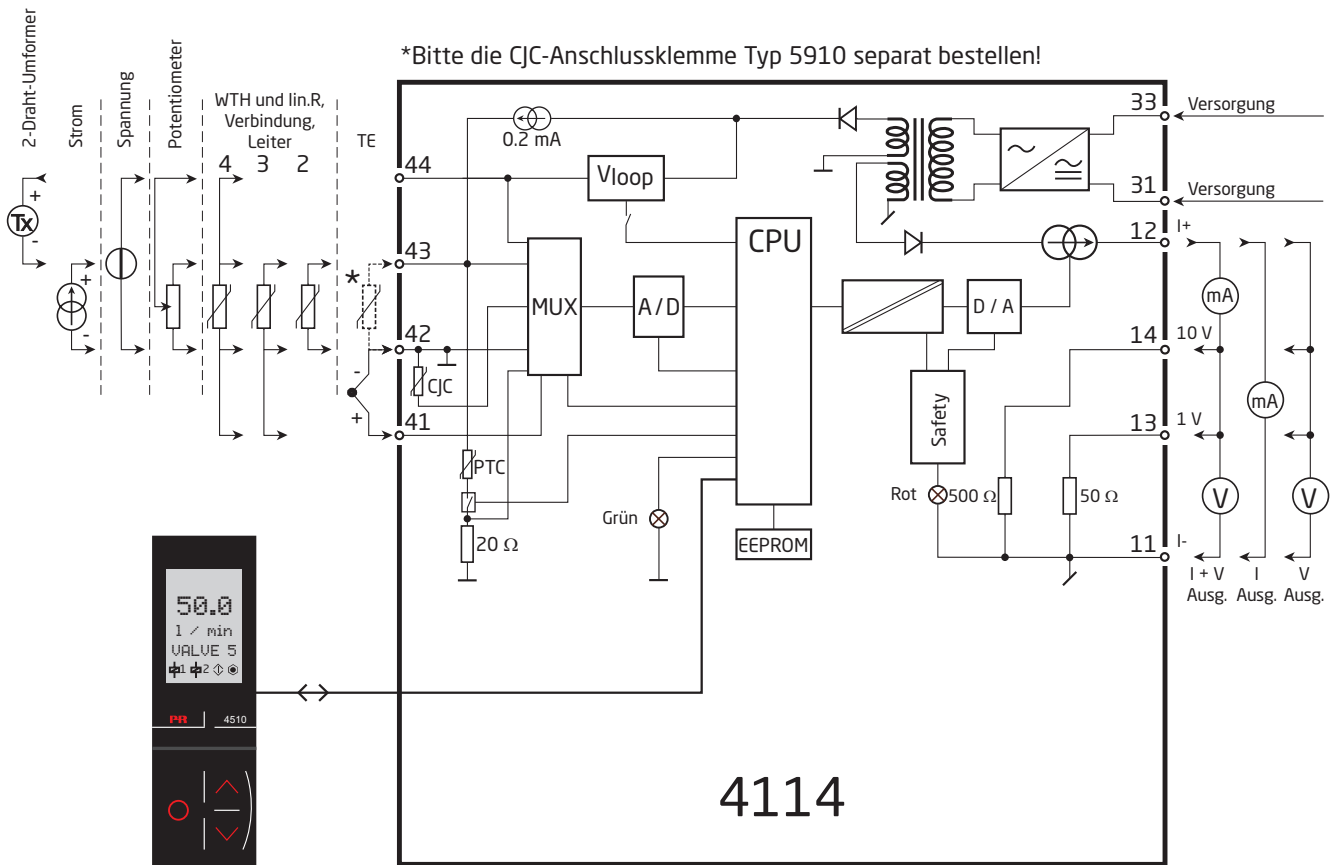 *Bitte die CJC-Anschlussklemme Typ 5910 separat bestellen!
2-Draht-Umformer
Strom
Spannung
Potentiometer
WTH und lin.R,
Verbindung,
Leiter
4 3 2
TE
+
Tx
-
+
-
*
-
+
44
43
42
41
0.2 mA
Vloop
MUX
A/D
CPU
EEPROM
CJC
PTC
20 Ω
Grün
D / A
Safety
Rot
500 Ω
50 Ω
33 Versorgung
31 Versorgung
12 I+
14 10 V
13 1 V
11 I-
mA
mA
V
V
I + V
Ausg.
I
Ausg.
V
Ausg.
50.0
l / min
VALVE 5
1 2
PR 4510
4114